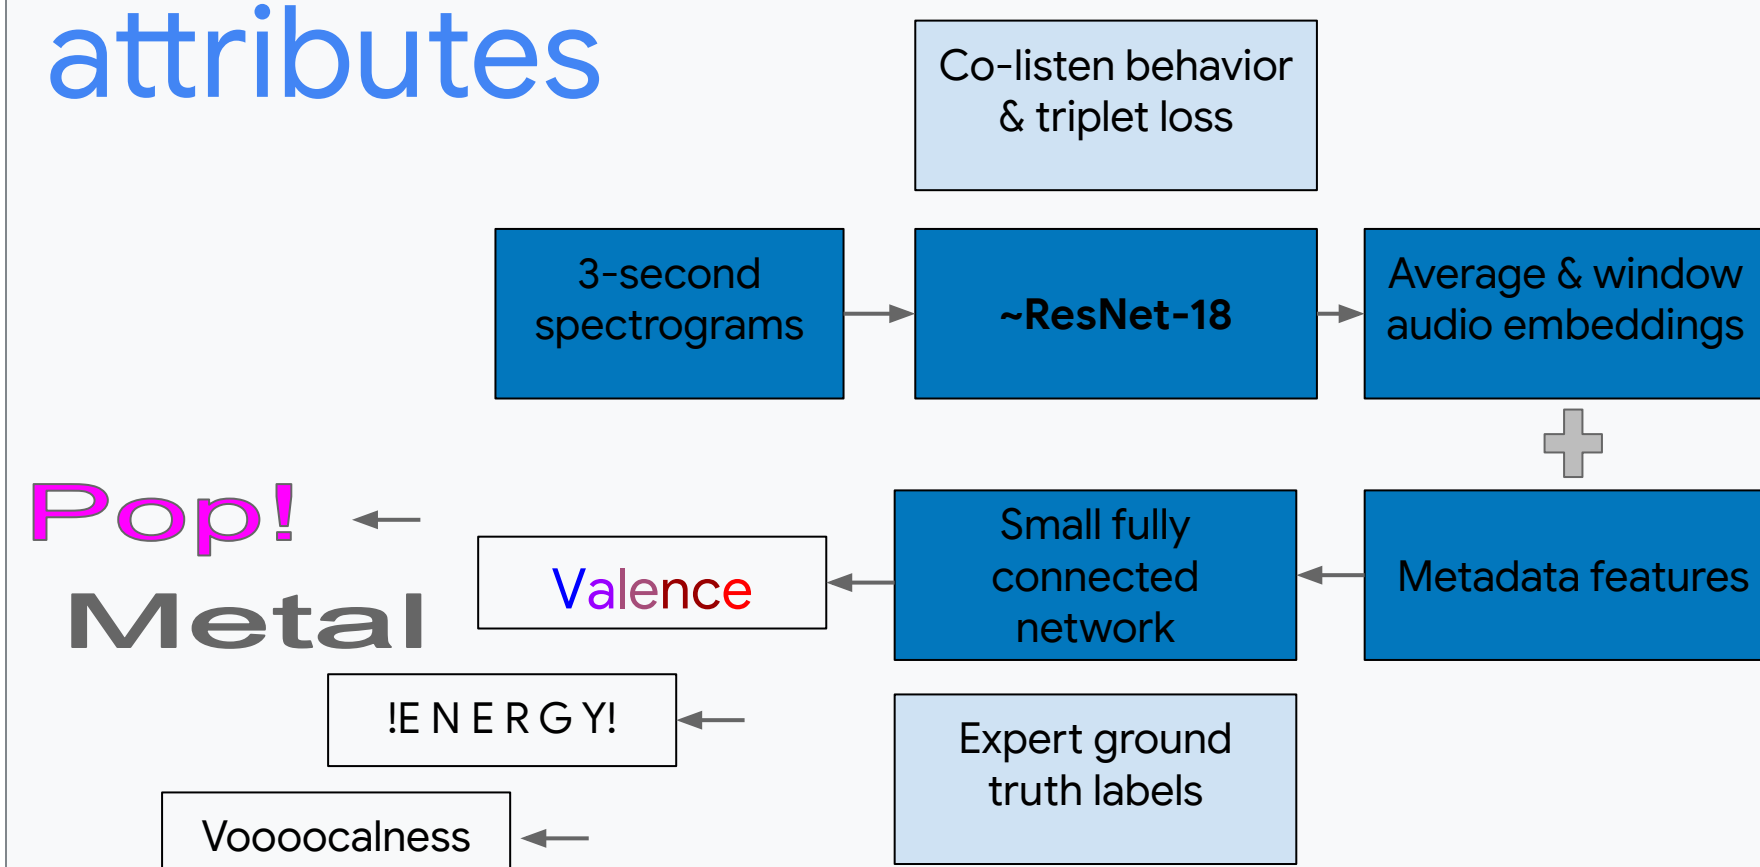 attributes
Co-listen behavior
& triplet loss
3-second
spectrograms
~ResNet-18
Average & window
audio embeddings
Pop!
Metal
Valence
Small fully
connected
network
Metadata features
!E N E R G Y!
Expert ground
truth labels
Voooocalness